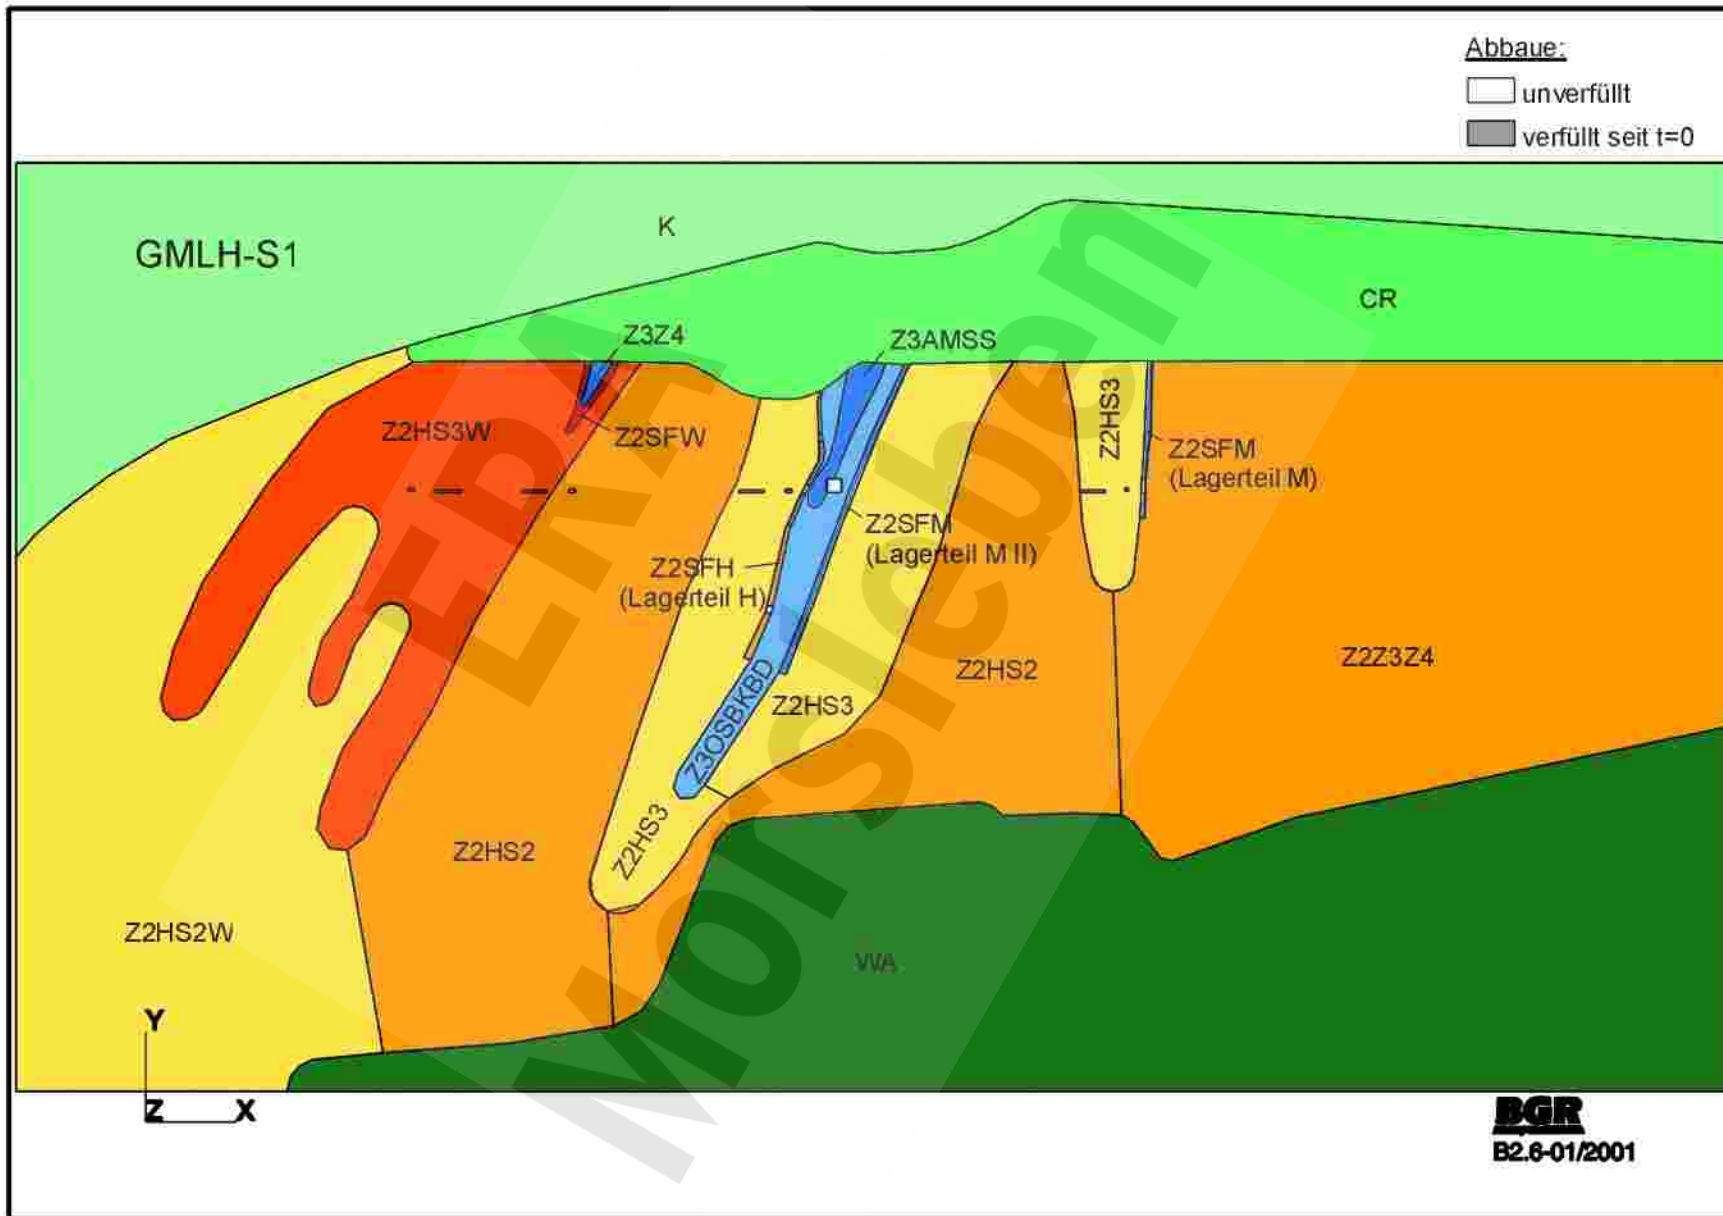 Abbaue:
unverfüllt
verfüllt seit t=0
K
GMLH-S1
CR
Z3Z4
Z3AMSS
Z2HS3W
Z2SFW
Z2HS3
Z2SFM
(Lagerteil M)
Z2SFM
(Lagerteil M II)
Z2SFH
(Lagerteil H)
Z3OSBKBD
Z2HS3
Z2HS2
Z2Z3Z4
Z2HS3
Z2HS2
Z2HS2W
WA
Y
Z X
BGR
B2.6-01/2001
ERA
Morsleben